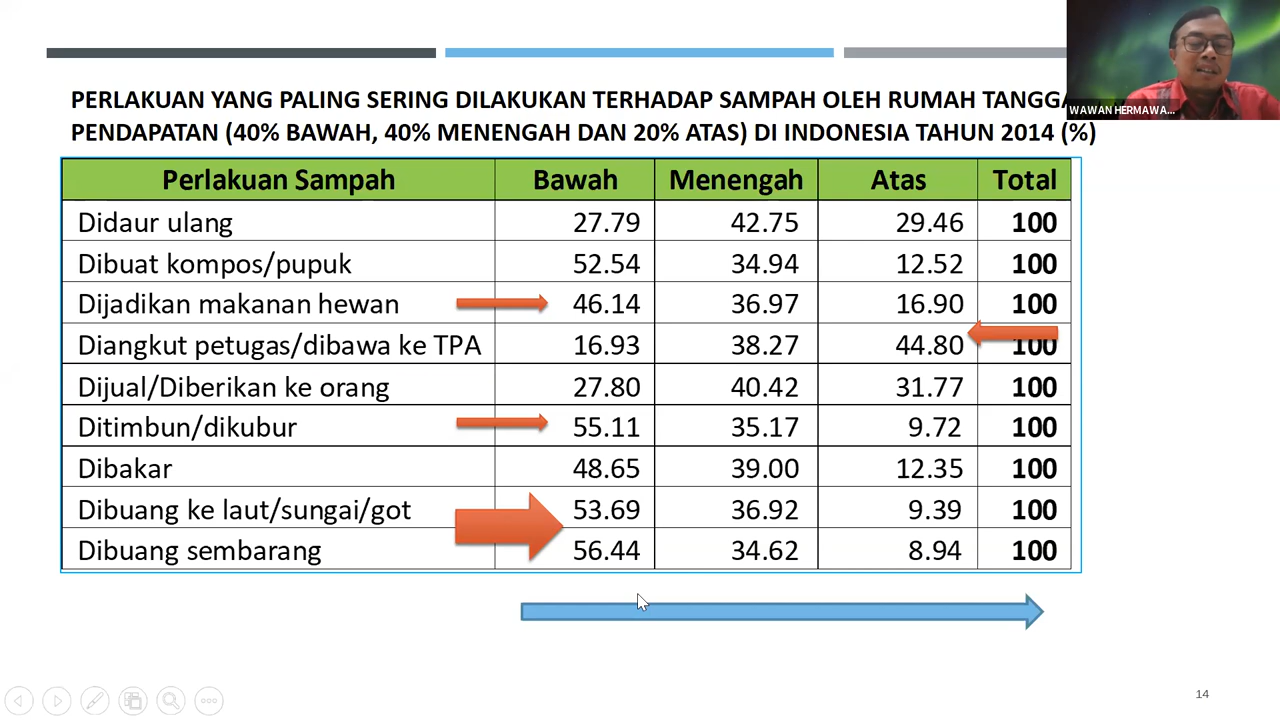 PERLAKUAN YANG PALING SERING DILAKUKAN TERHADAP SAMPAH OLEH RUMAH TANGGA
PENDAPATAN (40% BAWAH, 40% MENENGAH DAN 20% ATAS) DI INDONESIA TAHUN 2014 (%)
WAWAN HERMAWA...
Perlakuan Sampah Bawah Menengah Atas Total
Didaur ulang 27.79 42.75 29.46 100
Dibuat kompos/pupuk 52.54 34.94 12.52 100
Dijadikan makanan hewan 46.14 36.97 16.90 100
Diangkut petugas/dibawa ke TPA 16.93 38.27 44.80 100
Dijual/Diberikan ke orang 27.80 40.42 31.77 100
Ditimbun/dikubur 55.11 35.17 9.72 100
Dibakar 48.65 39.00 12.35 100
Dibuang ke laut/sungai/got 53.69 36.92 9.39 100
Dibuang sembarang 56.44 34.62 8.94 100
14